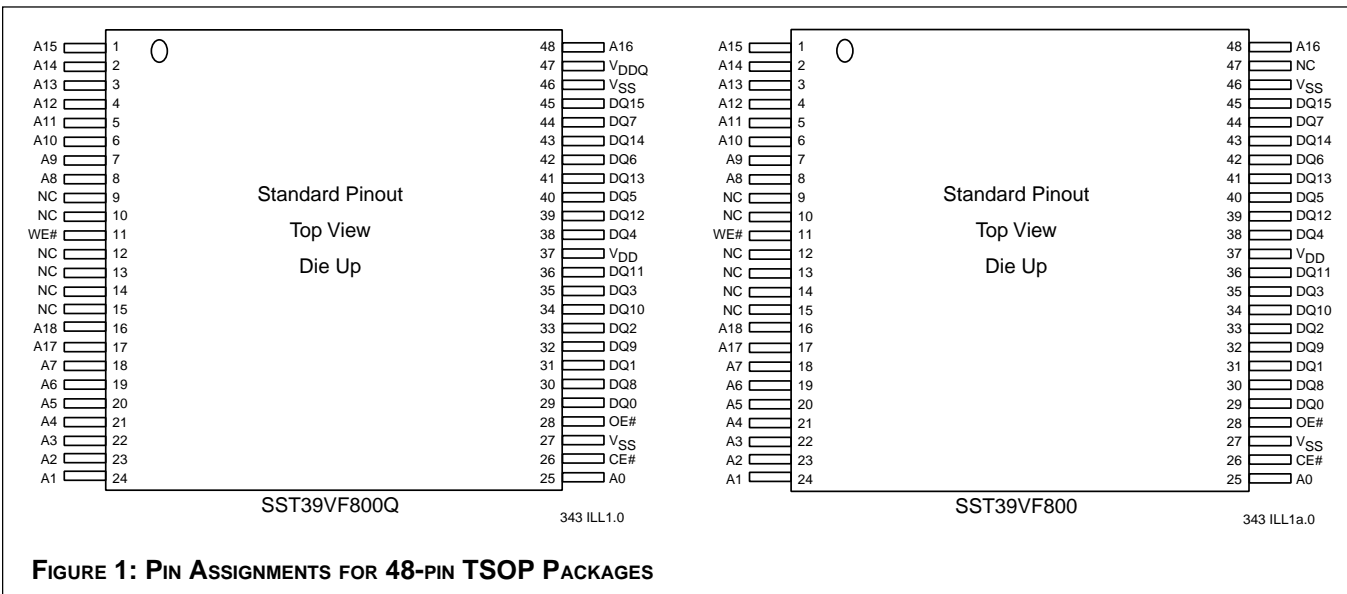 A15 1 48 A16
A14 2 47 VDDQ
A13 3 46 VSS
A12 4 45 DQ15
A11 5 44 DQ7
A10 6 43 DQ14
A9 7 42 DQ6
A8 8 41 DQ13
NC 9 Standard Pinout 40 DQ5
NC 10 39 DQ12
WE# 11 Top View 38 DQ4
NC 12 37 VDD
NC 13 Die Up 36 DQ11
NC 14 35 DQ3
NC 15 34 DQ10
A18 16 33 DQ2
A17 17 32 DQ9
A7 18 31 DQ1
A6 19 30 DQ8
A5 20 29 DQ0
A4 21 28 OE#
A3 22 27 VSS
A2 23 26 CE#
A1 24 25 A0
SST39VF800Q
343 ILL1.0
A15 1 48 A16
A14 2 47 NC
A13 3 46 VSS
A12 4 45 DQ15
A11 5 44 DQ7
A10 6 43 DQ14
A9 7 42 DQ6
A8 8 41 DQ13
NC 9 Standard Pinout 40 DQ5
NC 10 39 DQ12
WE# 11 Top View 38 DQ4
NC 12 37 VDD
NC 13 Die Up 36 DQ11
NC 14 35 DQ3
NC 15 34 DQ10
A18 16 33 DQ2
A17 17 32 DQ9
A7 18 31 DQ1
A6 19 30 DQ8
A5 20 29 DQ0
A4 21 28 OE#
A3 22 27 VSS
A2 23 26 CE#
A1 24 25 A0
SST39VF800
343 ILL1a.0
FIGURE 1: PIN ASSIGNMENTS FOR 48-PIN TSOP PACKAGES